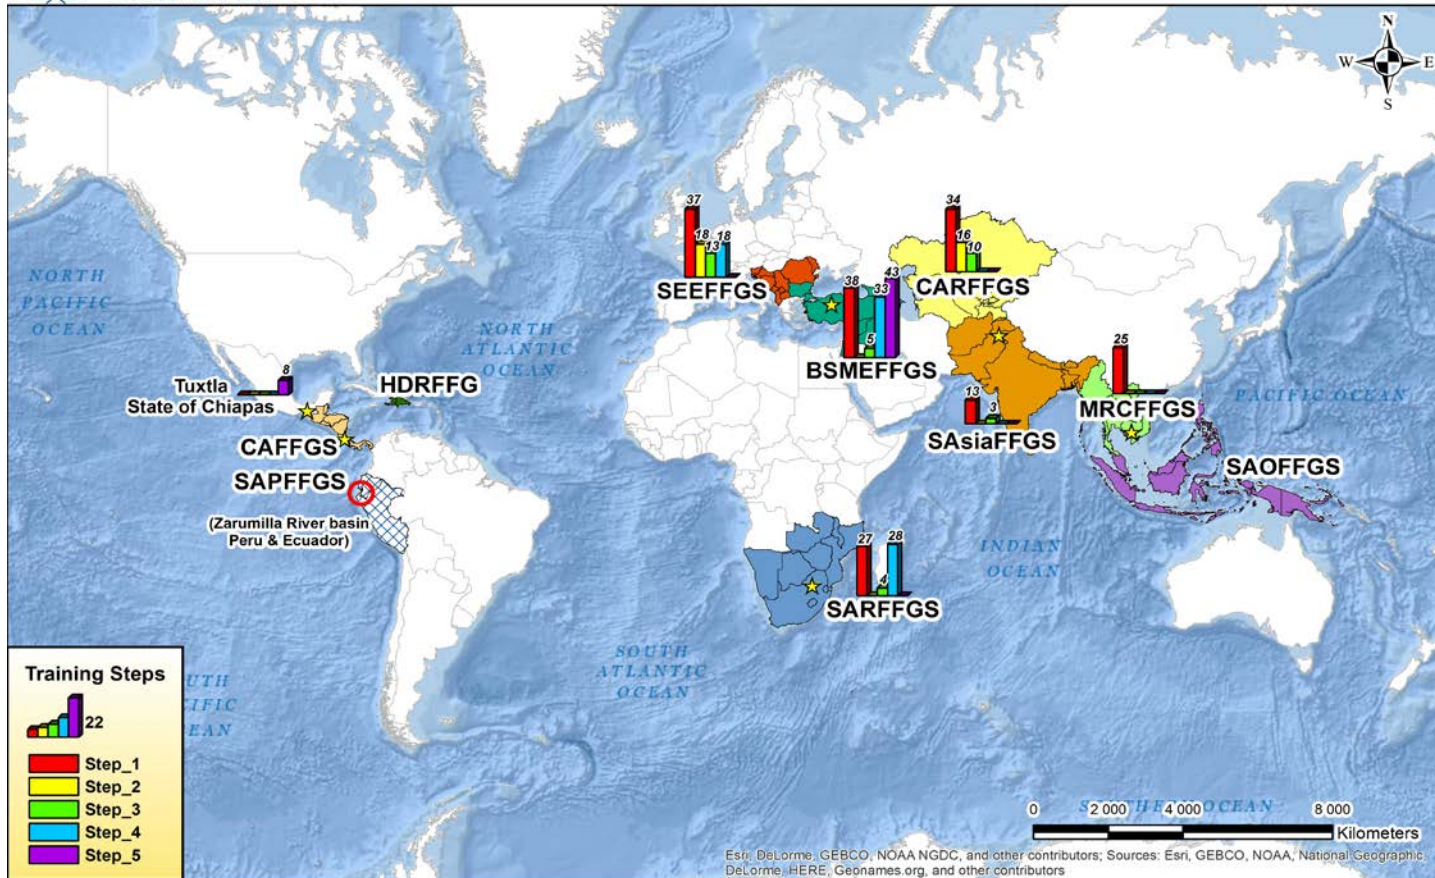 N
W E
S
NORTH
PACIFIC
OCEAN
NORTH
ATLANTIC
OCEAN
PACIFIC OCEAN
INDIAN
OCEAN
SOUTH
ATLANTIC
OCEAN
SOUTHERN OCEAN
37
18
13
18
SEEFFGS
34
16
10
CARFFGS
38
5
33
43
BSMEFFGS
25
MRCFFGS
13
3
SAsiaFFGS
SAOFFGS
8
Tuxtla
State of Chiapas
HDRFFG
CAFFGS
SAPFFGS
(Zarumilla River basin
Peru & Ecuador)
27
4
28
SARFFGS
Training Steps
22
Step_1
Step_2
Step_3
Step_4
Step_5
0 2 000 4 000 8 000
Kilometers
Esri, DeLorme, GEBCO, NOAA NGDC, and other contributors; Sources: Esri, GEBCO, NOAA, National Geographic,
DeLorme, HERE, Geonames.org, and other contributors